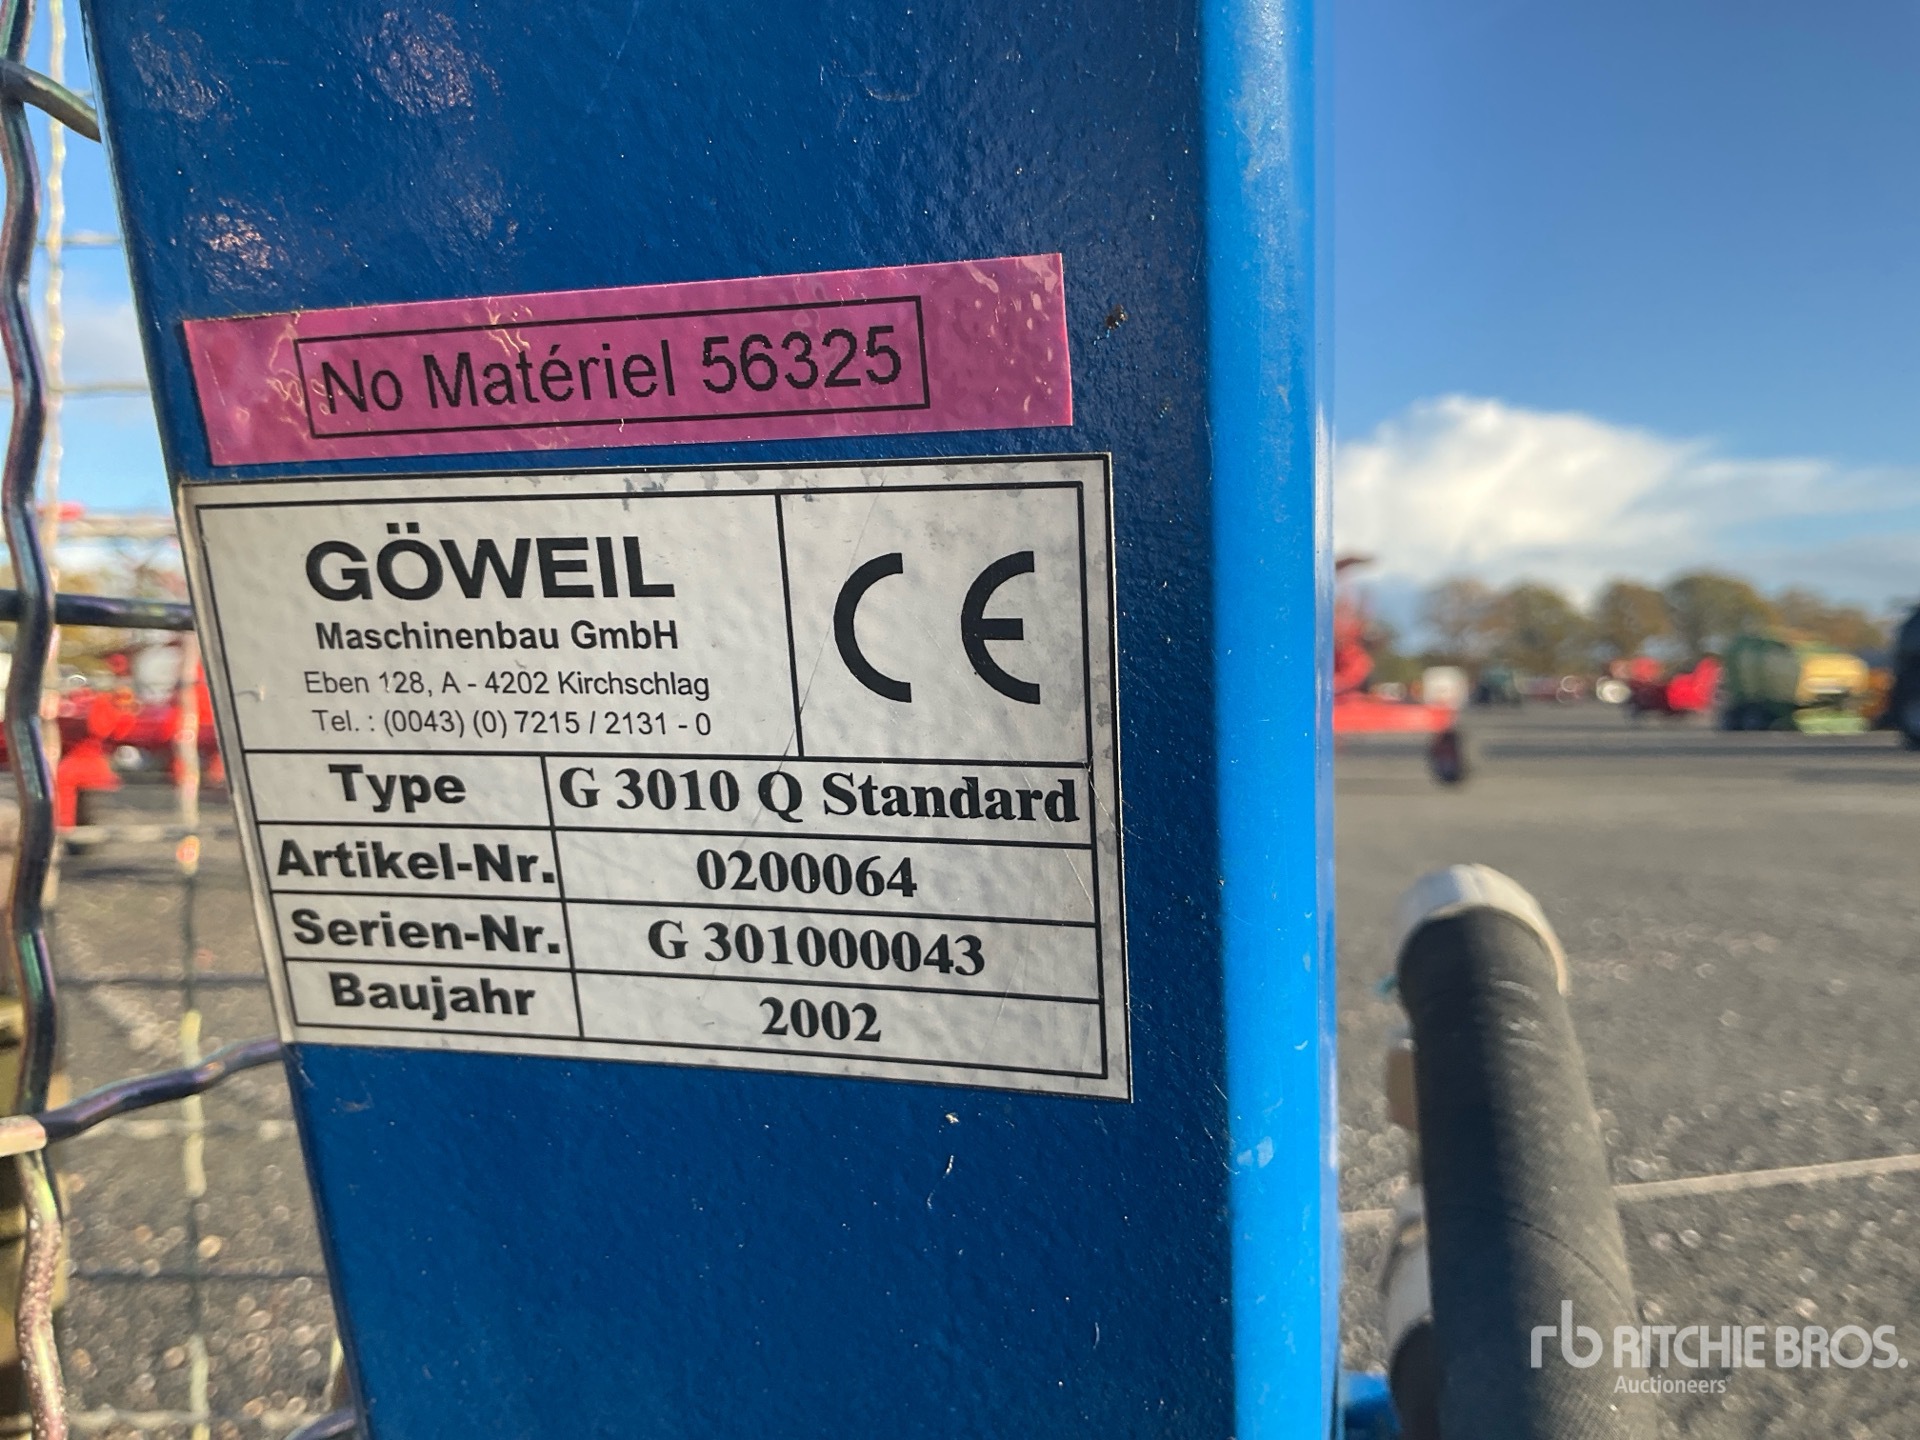 No Matériel 56325
GÖWEIL
Maschinenbau GmbH
Eben 128, A - 4202 Kirchschlag
Tel. : (0043) (0) 7215 / 2131 - 0
CE
Type G 3010 Q Standard
Artikel-Nr. 0200064
Serien-Nr. G 301000043
Baujahr 2002
rb RITCHIE BROS.
Auctioneers